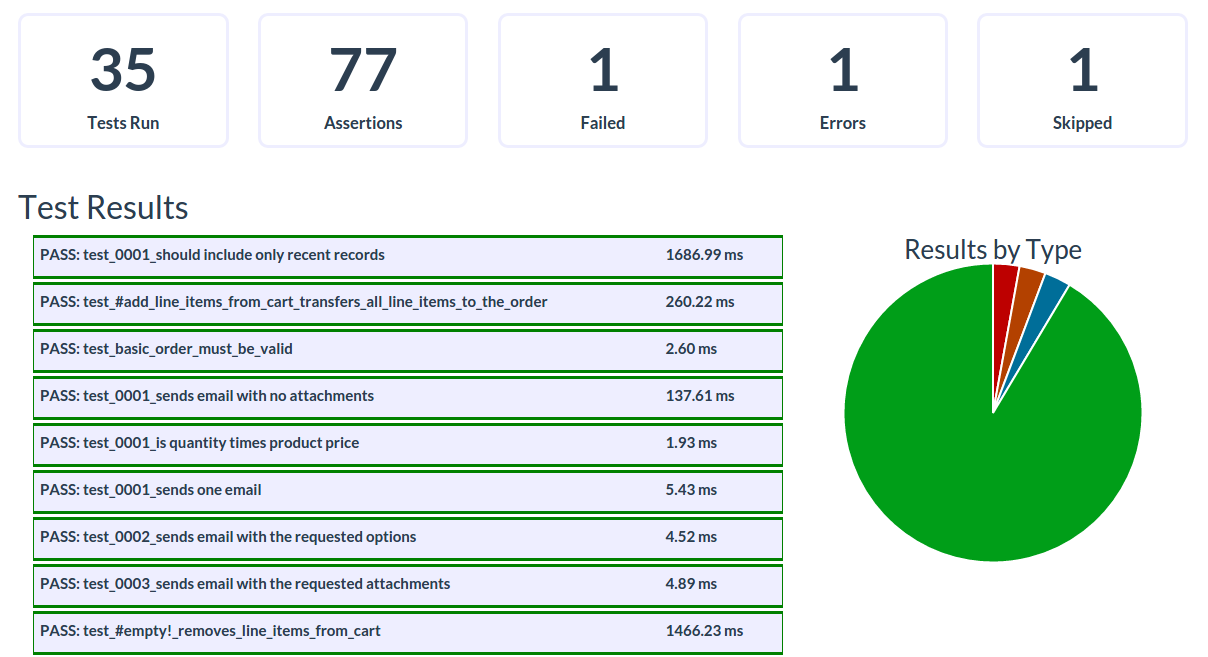 35
Tests Run
77
Assertions
1
Failed
1
Errors
1
Skipped
Test Results
PASS: test_0001_should include only recent records 1686.99 ms
PASS: test_#add_line_items_from_cart_transfers_all_line_items_to_the_order 260.22 ms
PASS: test_basic_order_must_be_valid 2.60 ms
PASS: test_0001_sends email with no attachments 137.61 ms
PASS: test_0001_is quantity times product price 1.93 ms
PASS: test_0001_sends one email 5.43 ms
PASS: test_0002_sends email with the requested options 4.52 ms
PASS: test_0003_sends email with the requested attachments 4.89 ms
PASS: test_#empty!_removes_line_items_from_cart 1466.23 ms
Results by Type